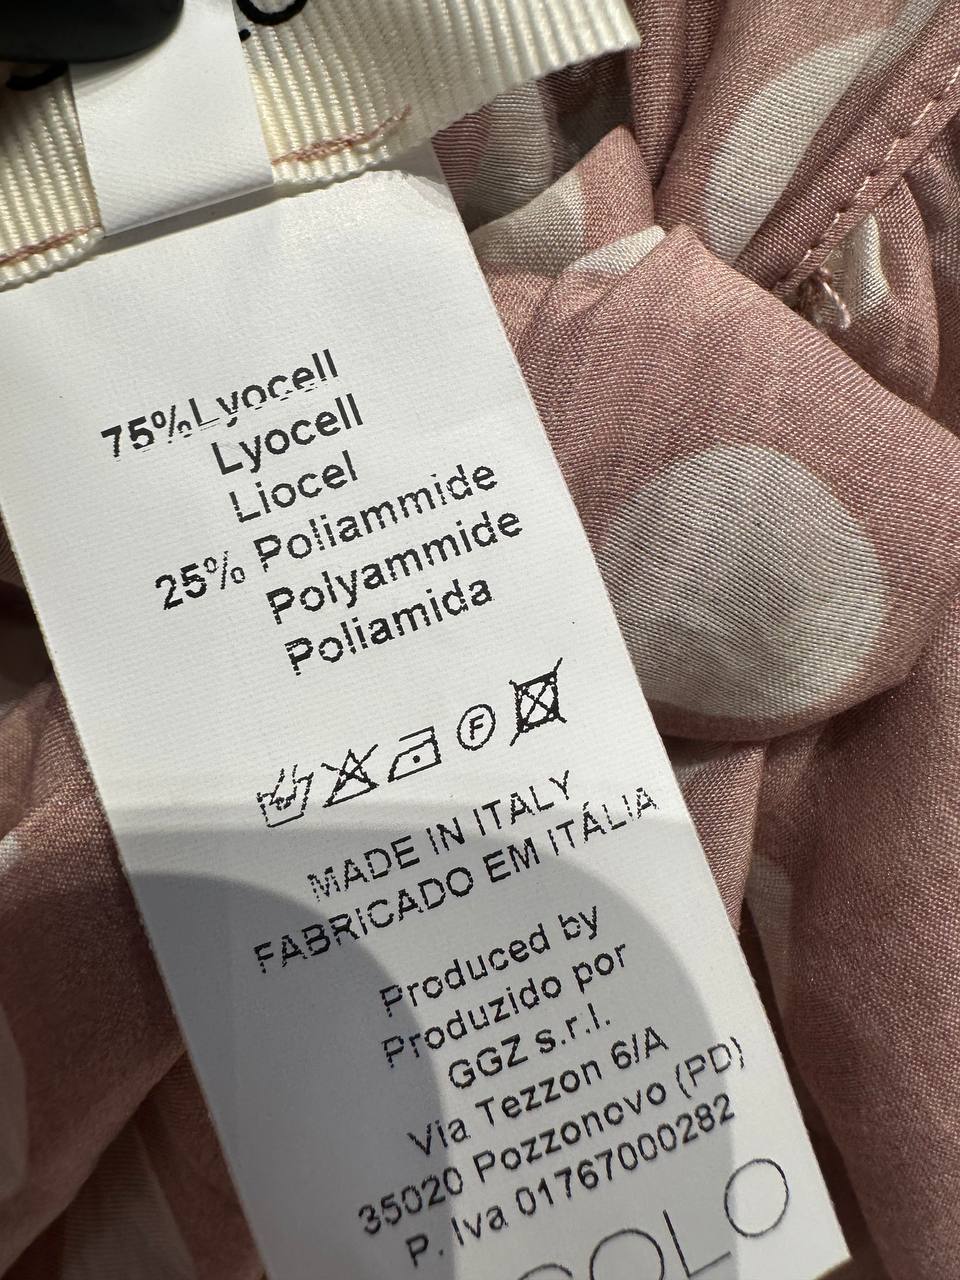 75%Lyocell
Lyocell
Liocel
25% Poliammide
Polyammide
Poliamida
F
MADE IN ITALY
FABRICADO EM ITÁLIA
Produced by
Produzido por
GGZ s.r.l.
Via Tezzon 6/A
35020 Pozzonovo (PD)
P. Iva 01767000282
OLO